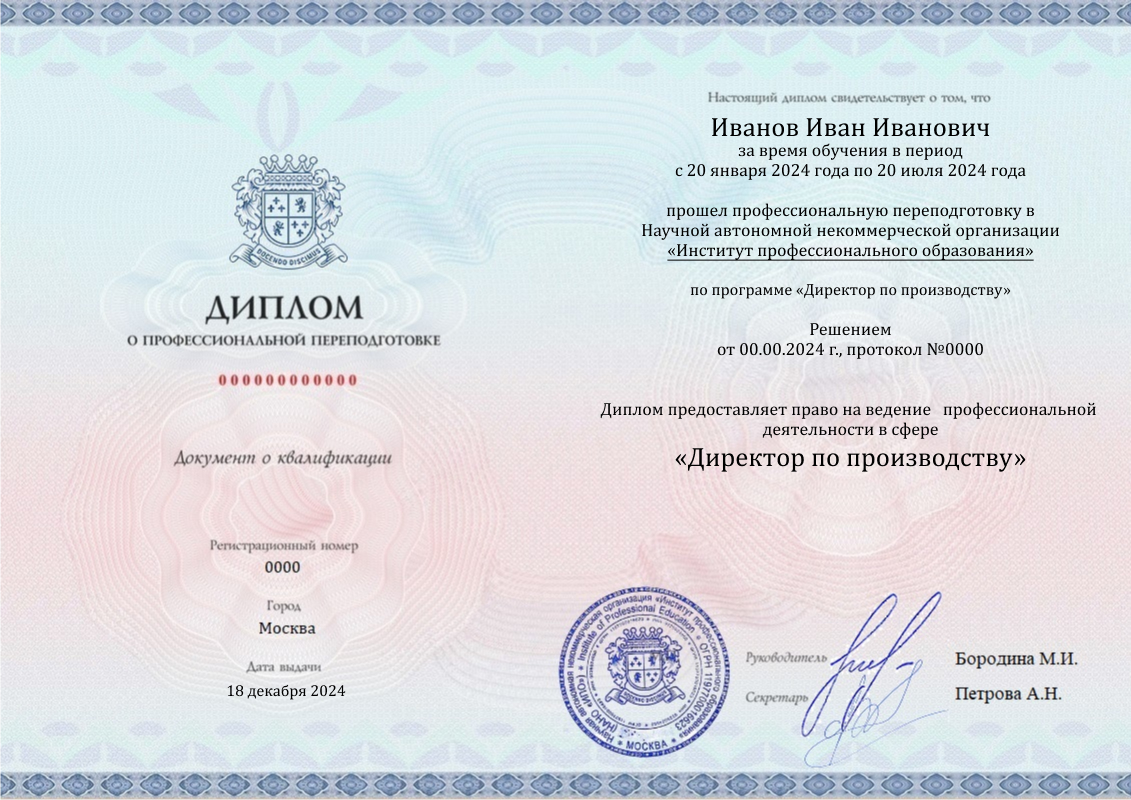 DOCENDO DISCIMUS
ДИПЛОМ
О ПРОФЕССИОНАЛЬНОЙ ПЕРЕПОДГОТОВКЕ
000000000000
Документ о квалификации
Регистрационный номер
0000
Город
Москва
Дата выдачи
18 декабря 2024
Настоящий диплом свидетельствует о том, что
Иванов Иван Иванович
за время обучения в период
с 20 января 2024 года по 20 июля 2024 года
прошел профессиональную переподготовку в
Научной автономной некоммерческой организации
«Институт профессионального образования»
по программе «Директор по производству»
Решением
от 00.00.2024 г., протокол №0000
Диплом предоставляет право на ведение профессиональной
деятельности в сфере
«Директор по производству»
Научная автономная некоммерческая организация «Институт профессионального образования»
(НАНО «ИПО») * Institute of Professional Education * ОГРН
* МОСКВА *
Руководитель
Бородина М.И.
Секретарь
Петрова А.Н.